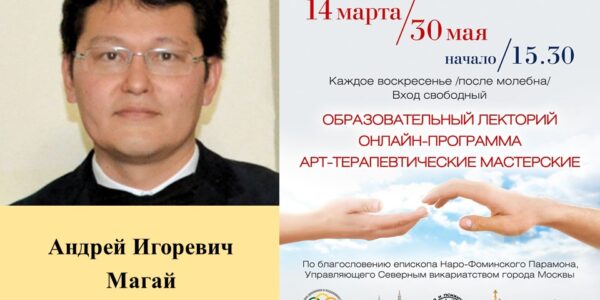 Андрей Игоревич
Магай
14 марта/30 мая
начало/15.30
Каждое воскресенье /после молебна/
Вход свободный
ОБРАЗОВАТЕЛЬНЫЙ ЛЕКТОРИЙ
ОНЛАЙН-ПРОГРАММА
АРТ-ТЕРАПЕВТИЧЕСКИЕ МАСТЕРСКИЕ
По благословению епископа Наро-Фоминского Парамона,
Управляющего Северным викариатством города Москвы